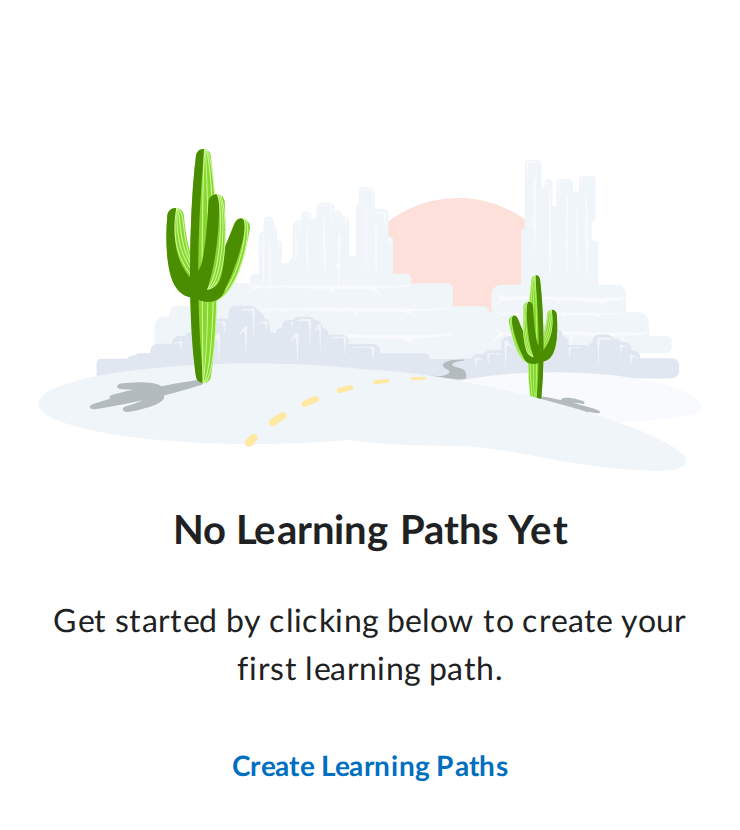 No Learning Paths Yet
Get started by clicking below to create your
first learning path.
Create Learning Paths